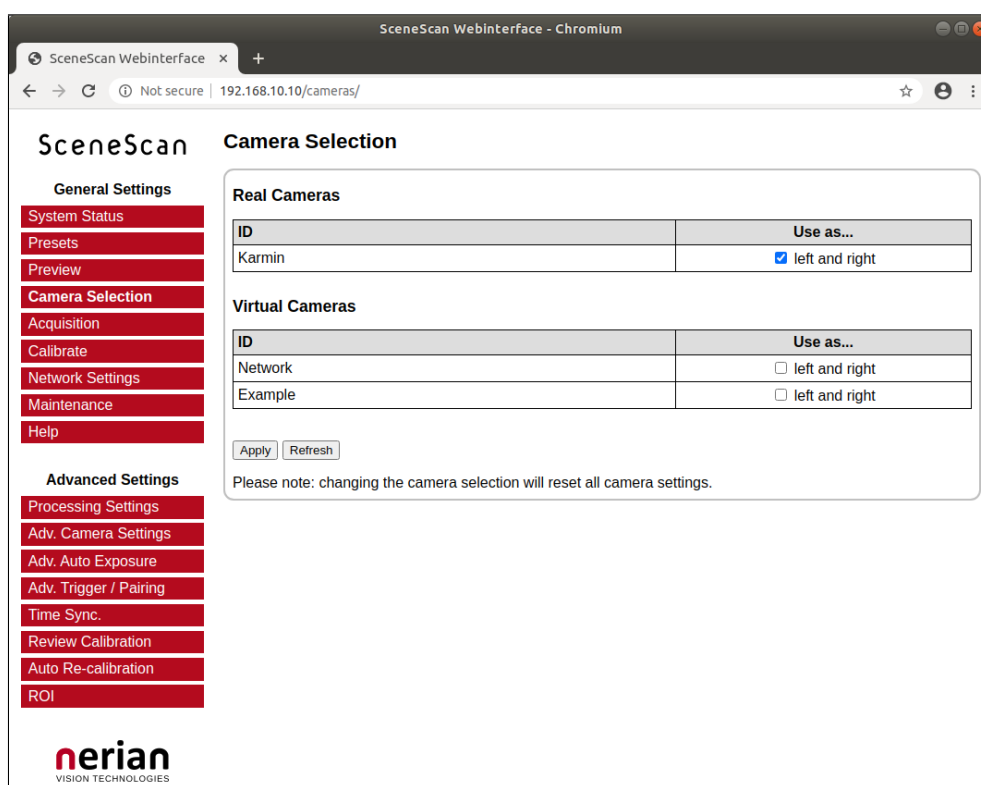 SceneScan Webinterface - Chromium
SceneScan Webinterface × +
Not secure | 192.168.10.10/cameras/
SceneScan
General Settings
System Status
Presets
Preview
Camera Selection
Acquisition
Calibrate
Network Settings
Maintenance
Help
Advanced Settings
Processing Settings
Adv. Camera Settings
Adv. Auto Exposure
Adv. Trigger / Pairing
Time Sync.
Review Calibration
Auto Re-calibration
ROI
nerian
VISION TECHNOLOGIES
Camera Selection
Real Cameras
ID Use as...
Karmin left and right
Virtual Cameras
ID Use as...
Network left and right
Example left and right
Apply Refresh
Please note: changing the camera selection will reset all camera settings.